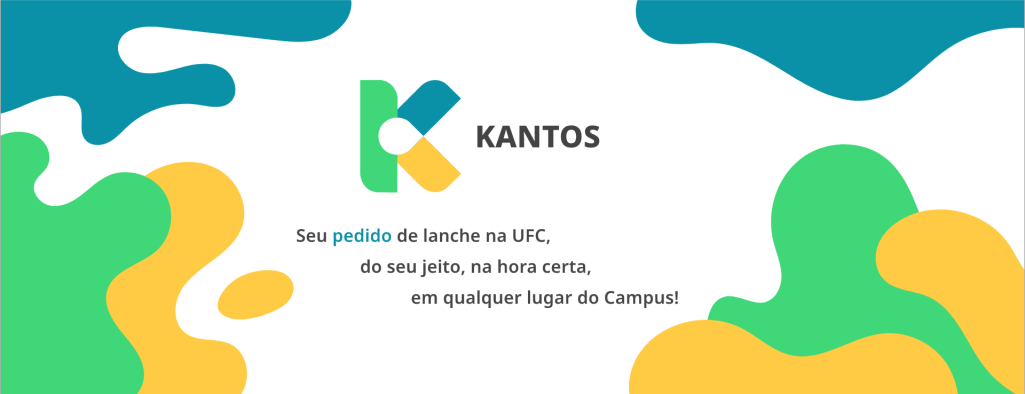 KANTOS
Seu pedido de lanche na UFC,
do seu jeito, na hora certa,
em qualquer lugar do Campus!